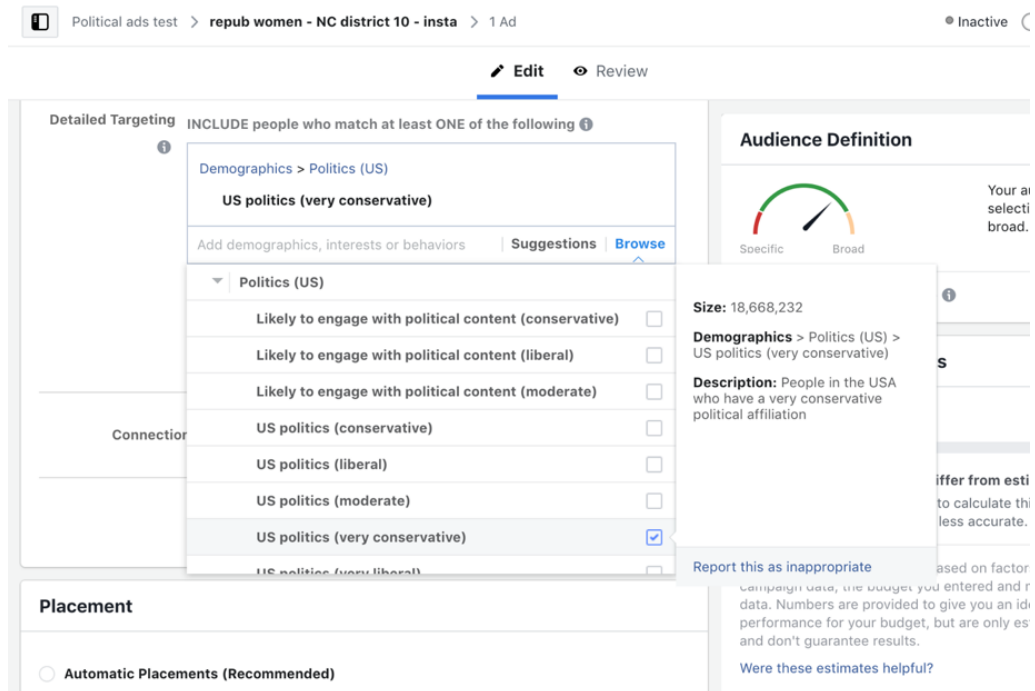 Political ads test > repub women - NC district 10 - insta > 1 Ad
Inactive
Edit
Review
Detailed Targeting
INCLUDE people who match at least ONE of the following
Demographics > Politics (US)
US politics (very conservative)
Add demographics, interests or behaviors
Suggestions
Browse
Politics (US)
Likely to engage with political content (conservative)
Likely to engage with political content (liberal)
Likely to engage with political content (moderate)
US politics (conservative)
US politics (liberal)
US politics (moderate)
US politics (very conservative)
US politics (very liberal)
Size: 18,668,232
Demographics > Politics (US) >
US politics (very conservative)
Description: People in the USA
who have a very conservative
political affiliation
Report this as inappropriate
Connection
Placement
Automatic Placements (Recommended)
Audience Definition
Your au
selecti
broad.
Specific
Broad
s
iffer from esti
to calculate thi
less accurate.
ased on factor
campaign data, the budget you entered and r
data. Numbers are provided to give you an ide
performance for your budget, but are only est
and don't guarantee results.
Were these estimates helpful?